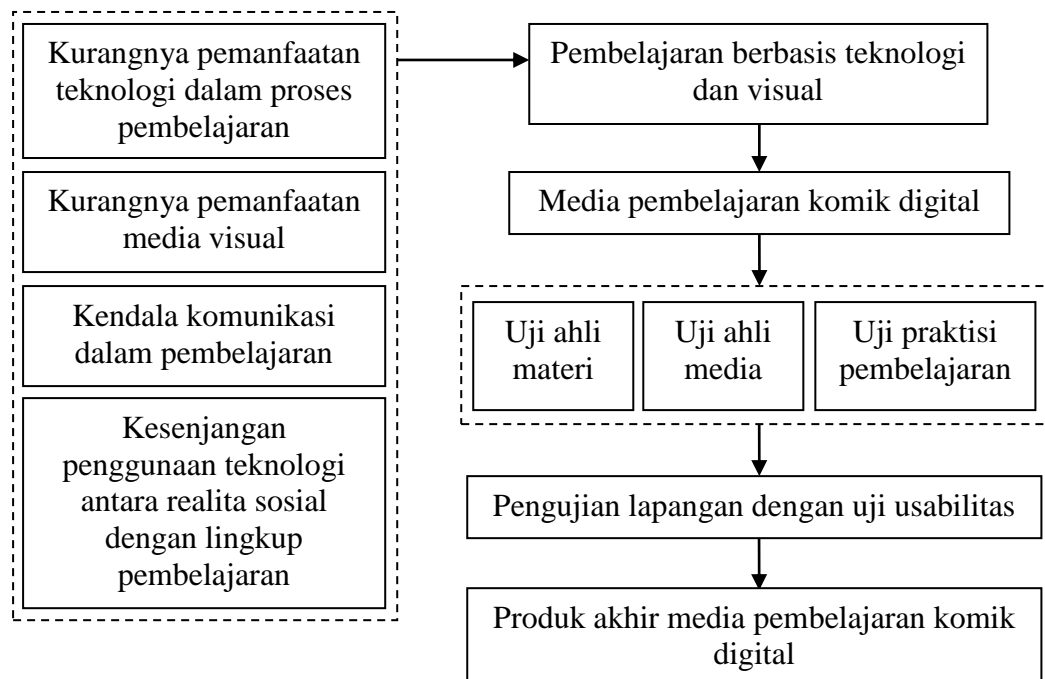 Kurangnya pemanfaatan
teknologi dalam proses
pembelajaran
Kurangnya pemanfaatan
media visual
Kendala komunikasi
dalam pembelajaran
Kesenjangan
penggunaan teknologi
antara realita sosial
dengan lingkup
pembelajaran
Pembelajaran berbasis teknologi
dan visual
Media pembelajaran komik digital
Uji ahli
materi
Uji ahli
media
Uji praktisi
pembelajaran
Pengujian lapangan dengan uji usabilitas
Produk akhir media pembelajaran komik
digital